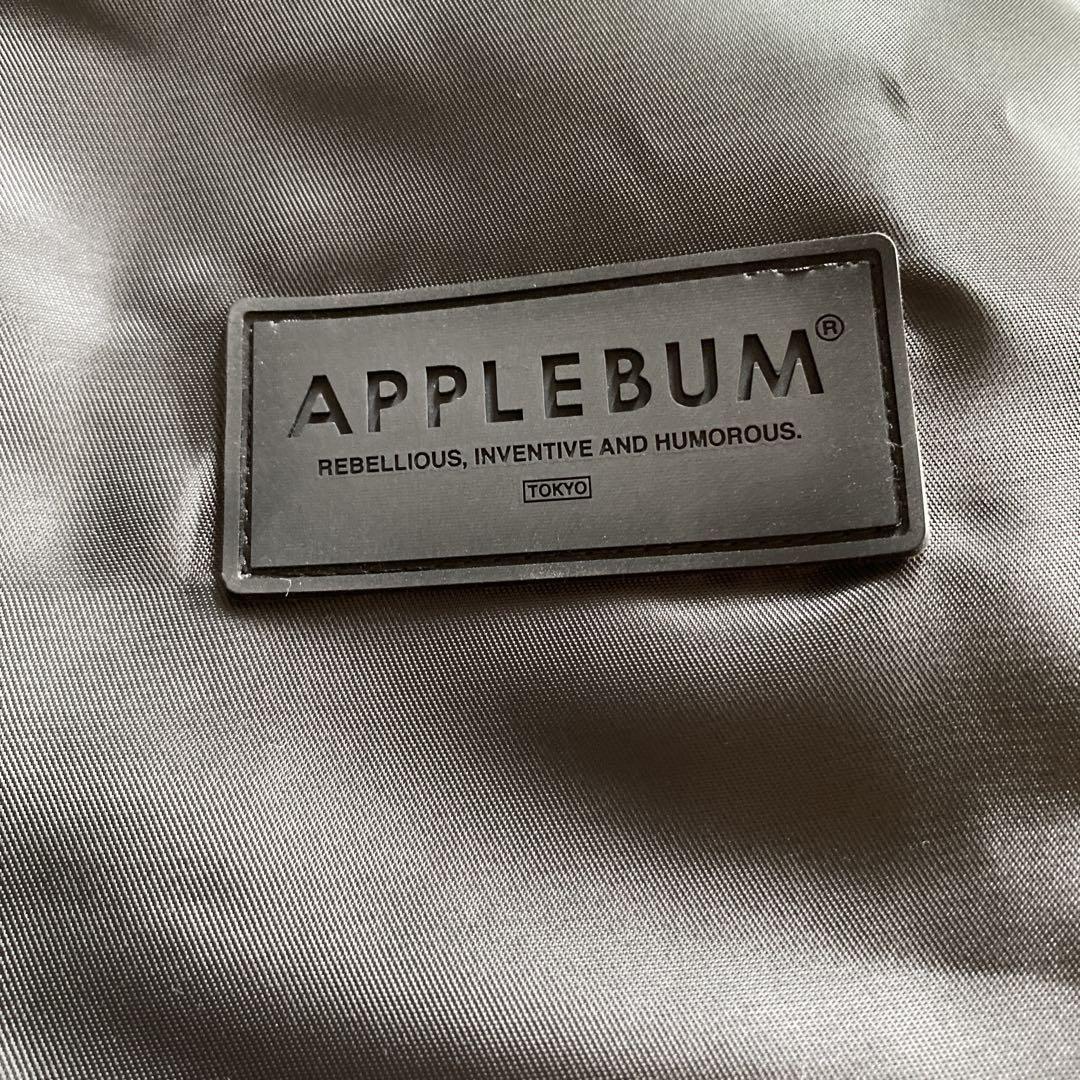 APPLEBUM®
REBELLIOUS, INVENTIVE AND HUMOROUS.
TOKYO